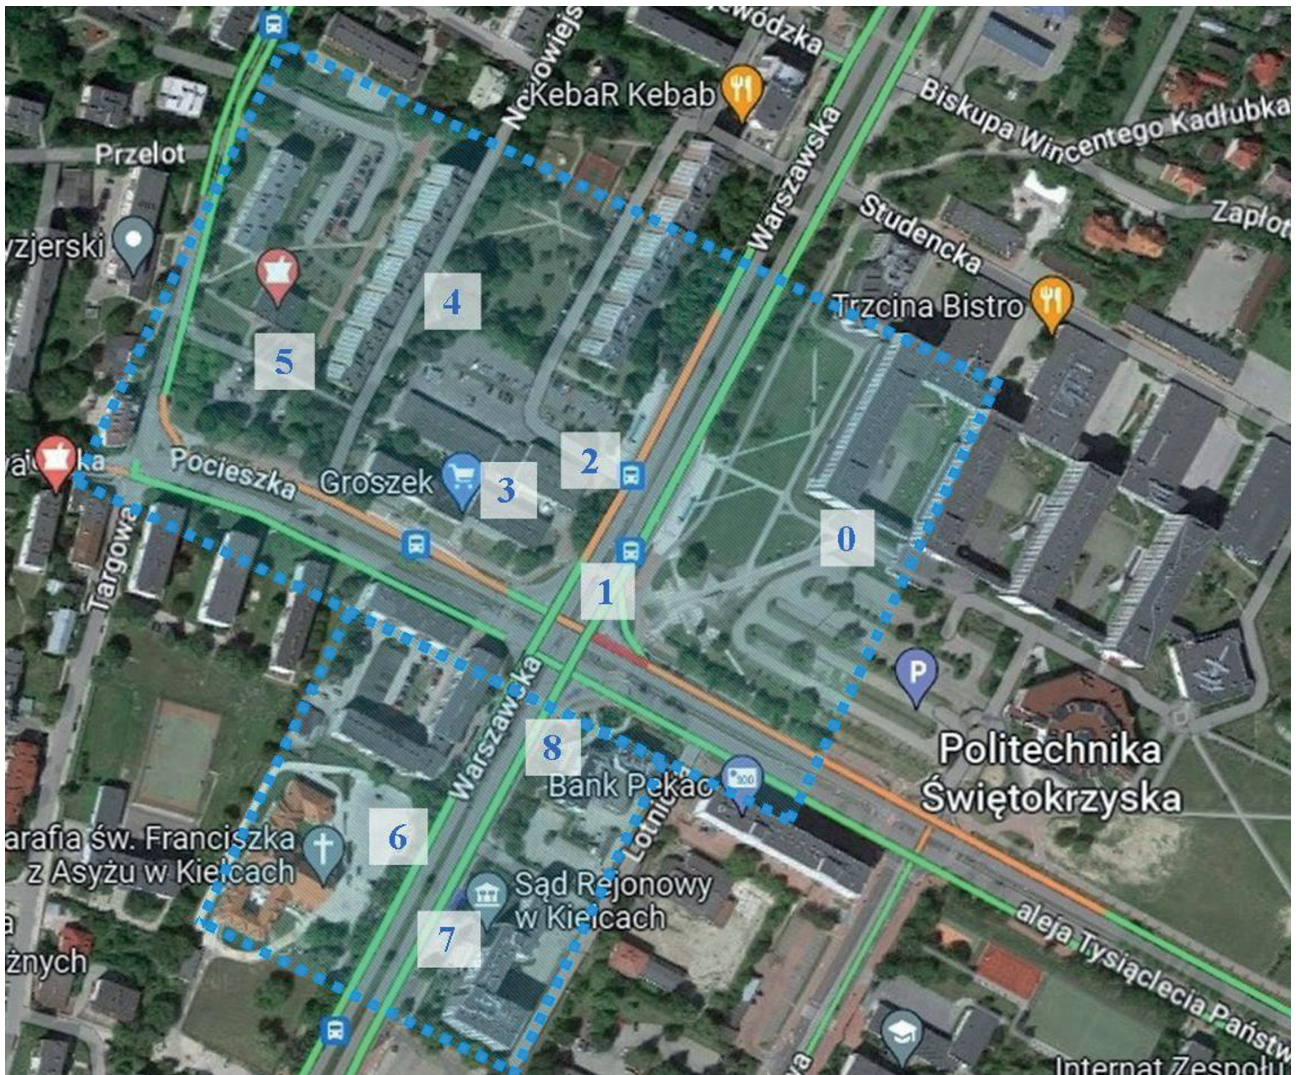 KebaR Kebab
Biskupa Wincentego Kadłubka
Przelot
Warszawska
Studencka
Zapłot
yzjerski
Trzcina Bistro
4
5
Pocieszka
Groszek
3
2
Targowa
0
1
P
Politechnika
Świętokrzyska
Warszawska
8
Bank Pekao
Lotnicza
6
arafia św. Franciszka
z Asyżu w Kielcach
Sąd Rejonowy
w Kielcach
7
żnych
aleja Tysiąclecia Państw
Internat Zespołu